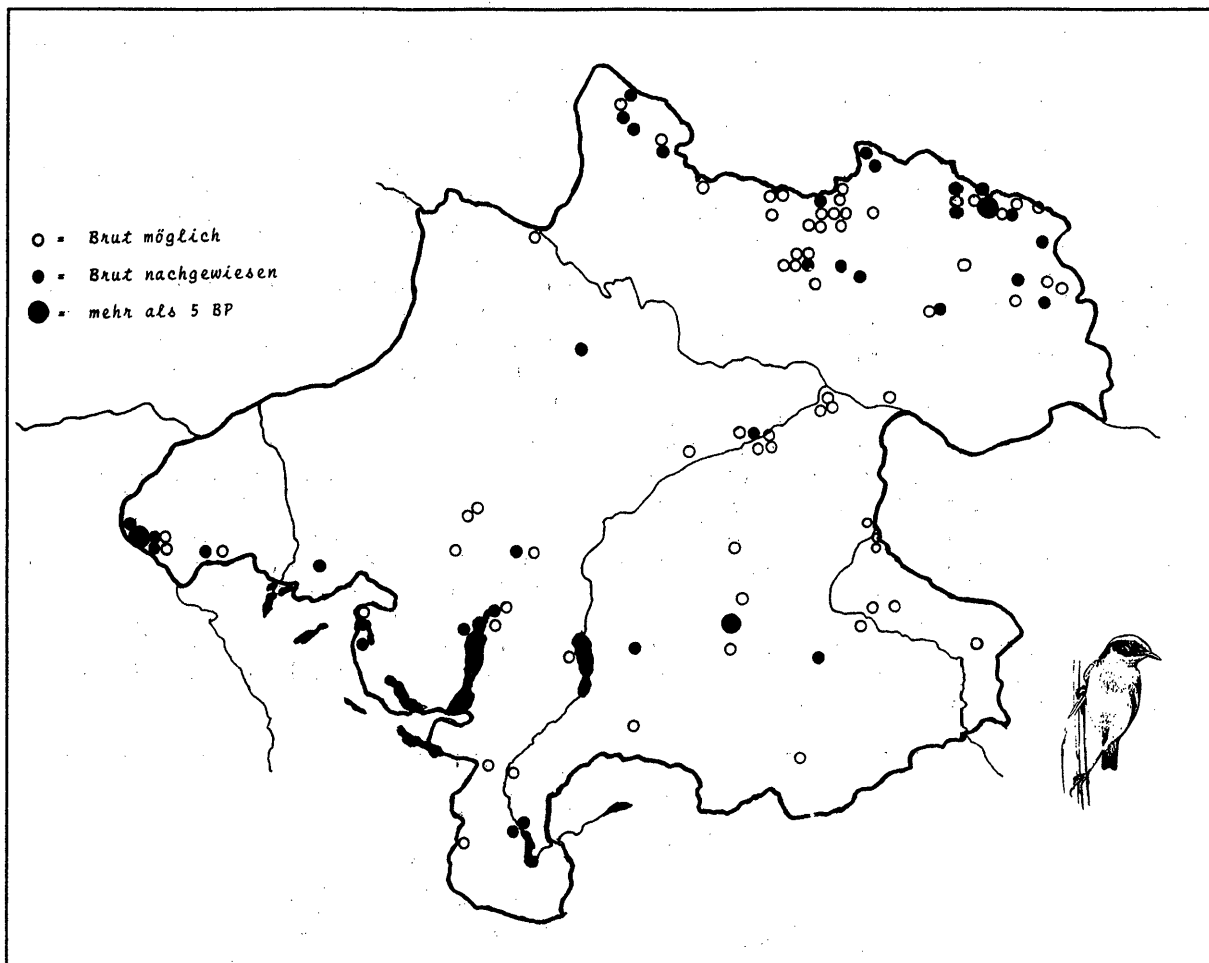 o = Brut möglich
● = Brut nachgewiesen
● = mehr als 5 BP